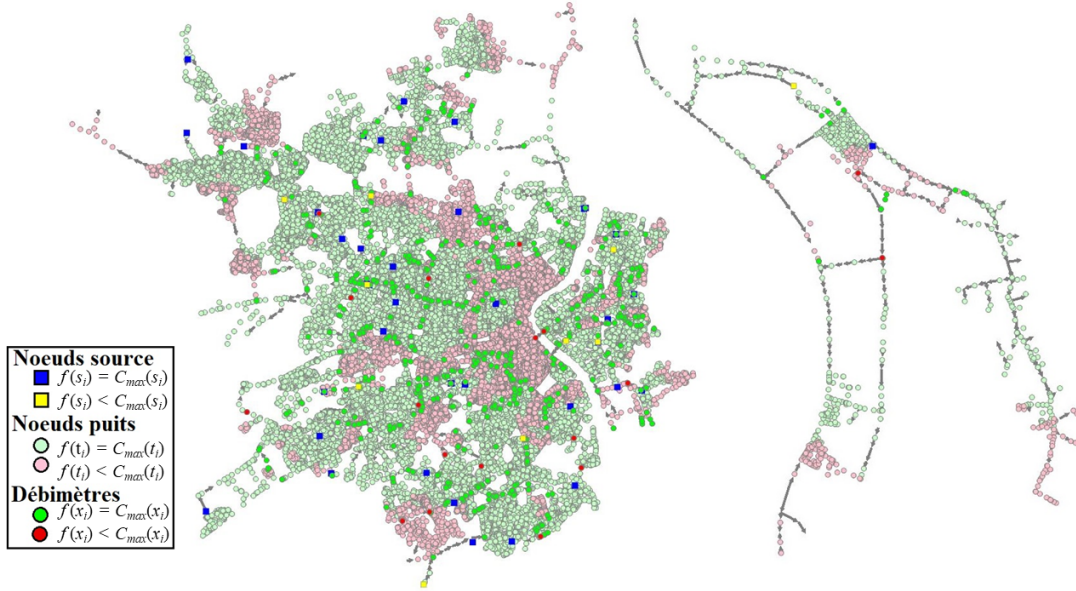 Noeuds source
f(sᵢ) = Cₘₐₓ(sᵢ)
f(sᵢ) < Cₘₐₓ(sᵢ)
Noeuds puits
f(tᵢ) = Cₘₐₓ(tᵢ)
f(tᵢ) < Cₘₐₓ(tᵢ)
Débimètres
f(xᵢ) = Cₘₐₓ(xᵢ)
f(xᵢ) < Cₘₐₓ(xᵢ)